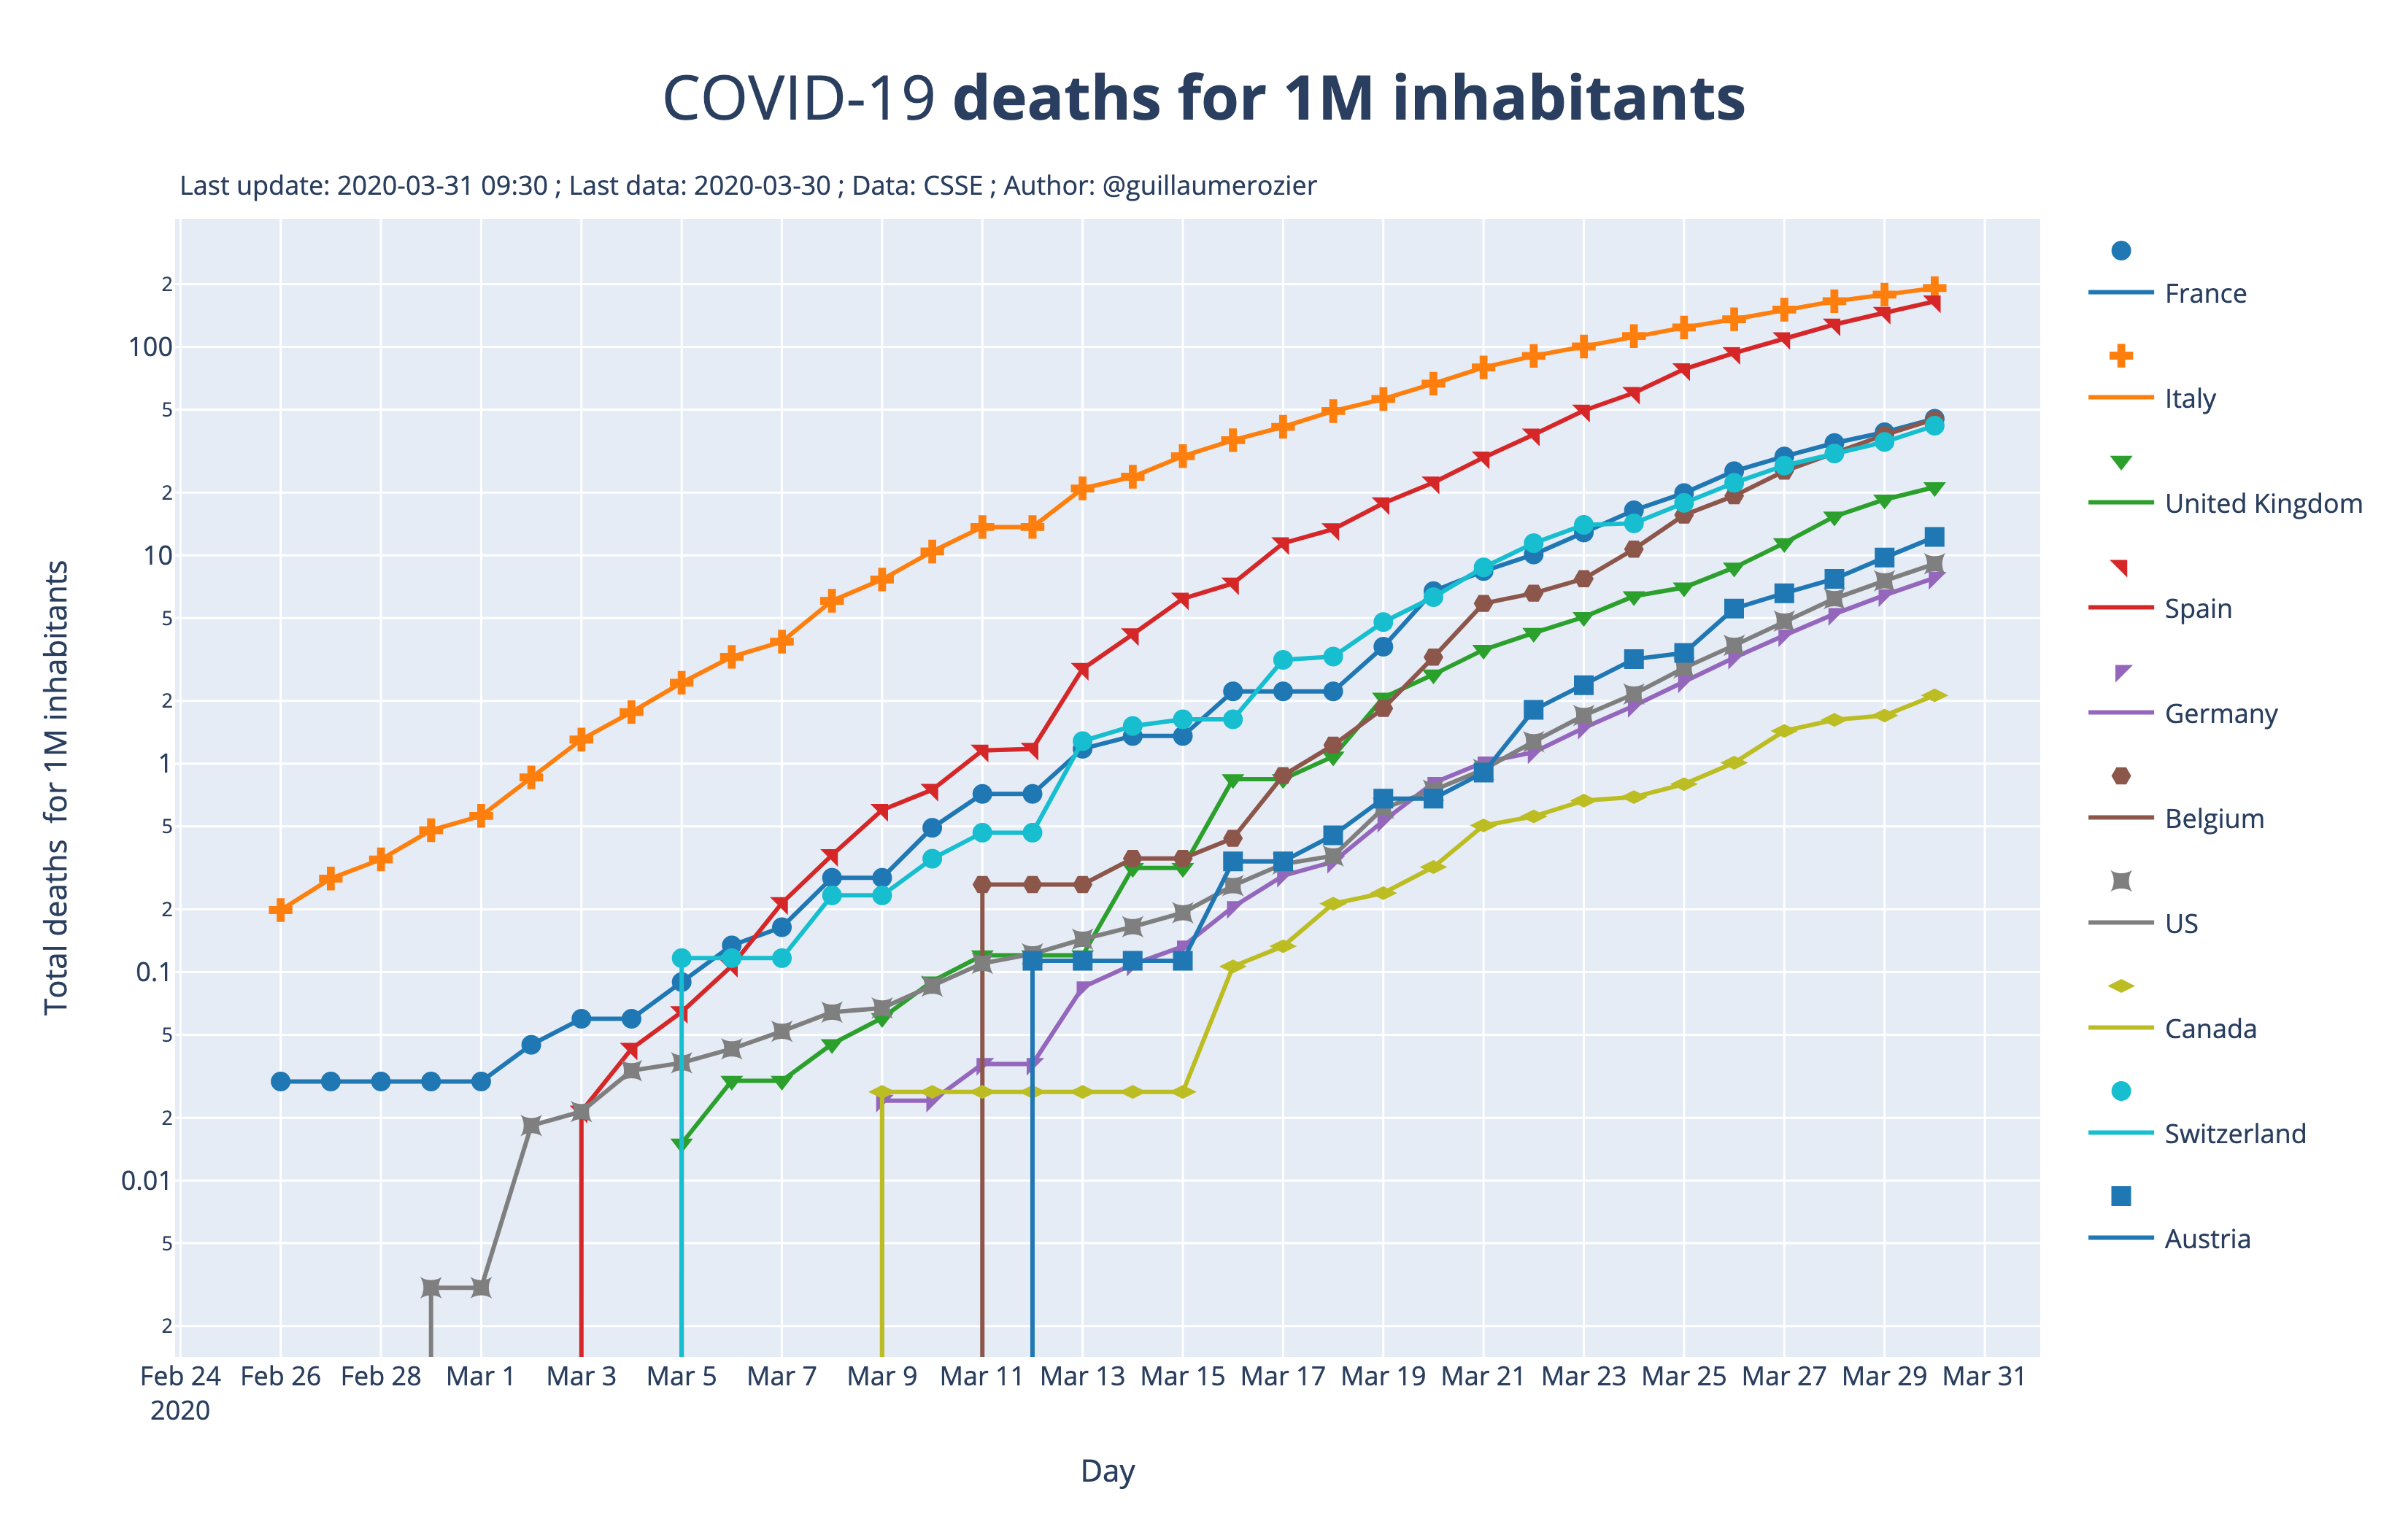 COVID-19 deaths for 1M inhabitants
Last update: 2020-03-31 09:30 ; Last data: 2020-03-30 ; Data: CSSE ; Author: @guillaumerozier
Total deaths for 1M inhabitants
2
100
5
2
10
5
2
1
5
2
0.1
5
2
0.01
5
2
Feb 24 Feb 26 Feb 28 Mar 1 Mar 3 Mar 5 Mar 7 Mar 9 Mar 11 Mar 13 Mar 15 Mar 17 Mar 19 Mar 21 Mar 23 Mar 25 Mar 27 Mar 29 Mar 31
2020
Day
France
Italy
United Kingdom
Spain
Germany
Belgium
US
Canada
Switzerland
Austria